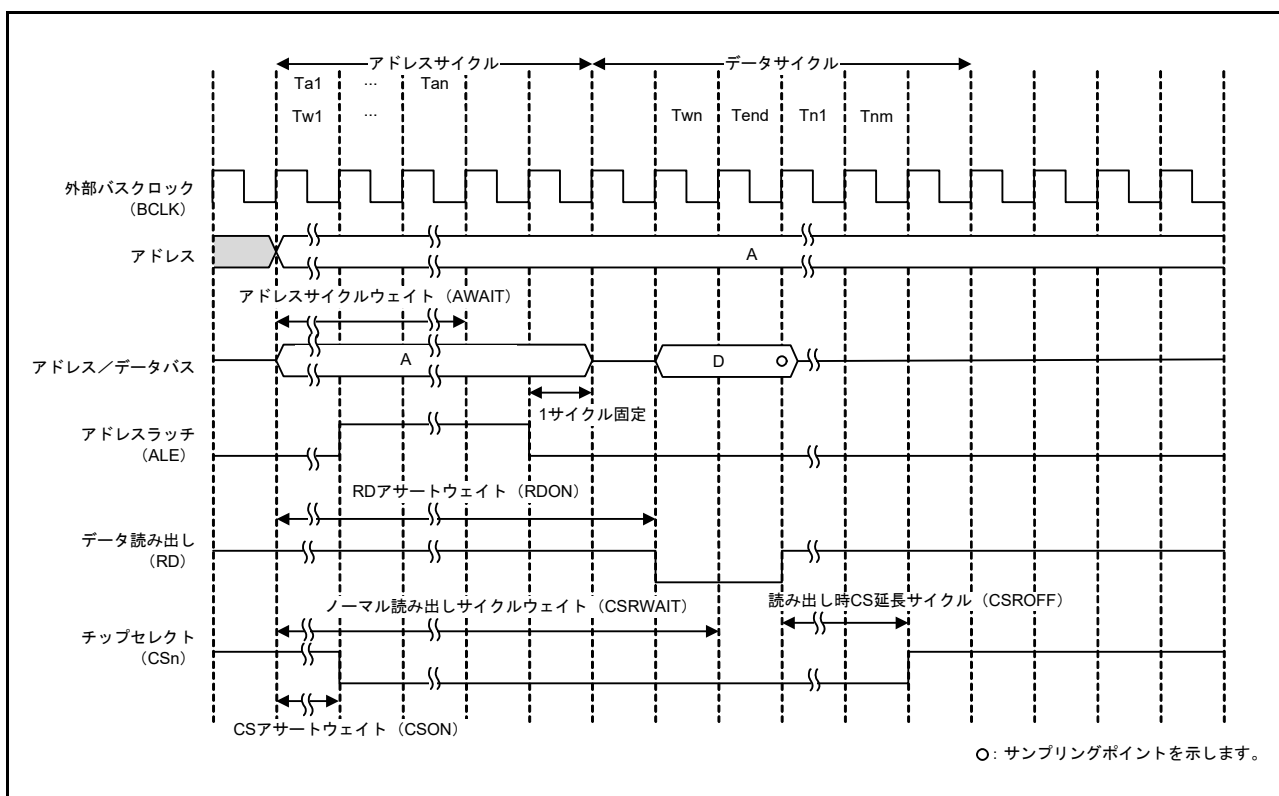 アドレスサイクル
データサイクル
Ta1 ... Tan
Tw1 ... Twn Tend Tn1 Tnm
外部バスクロック
(BCLK)
アドレス
A
アドレスサイクルウェイト(AWAIT)
アドレス/データバス
A
D
1サイクル固定
アドレスラッチ
(ALE)
RDアサートウェイト(RDON)
データ読み出し
(RD)
ノーマル読み出しサイクルウェイト(CSRWAIT)
読み出し時CS延長サイクル(CSROFF)
チップセレクト
(CSn)
CSアサートウェイト(CSON)
: サンプリングポイントを示します。